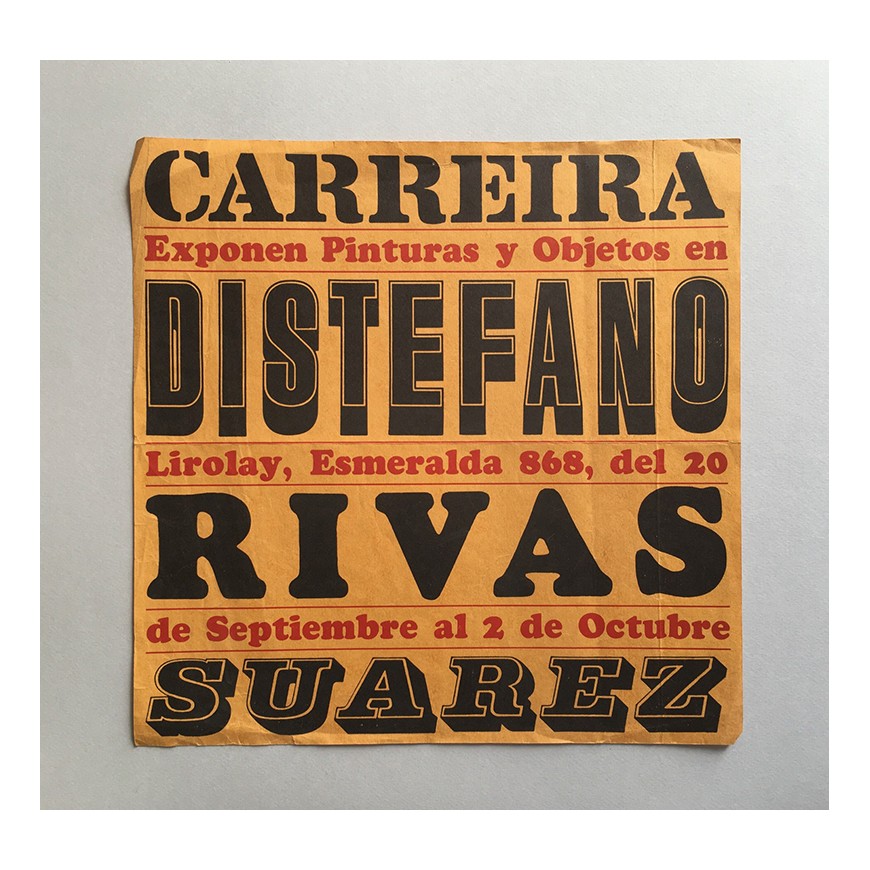 CARREIRA
Exponen Pinturas y Objetos en
DISTEFANO
Lirolay, Esmeralda 868, del 20
RIVAS
de Septiembre al 2 de Octubre
SUAREZ